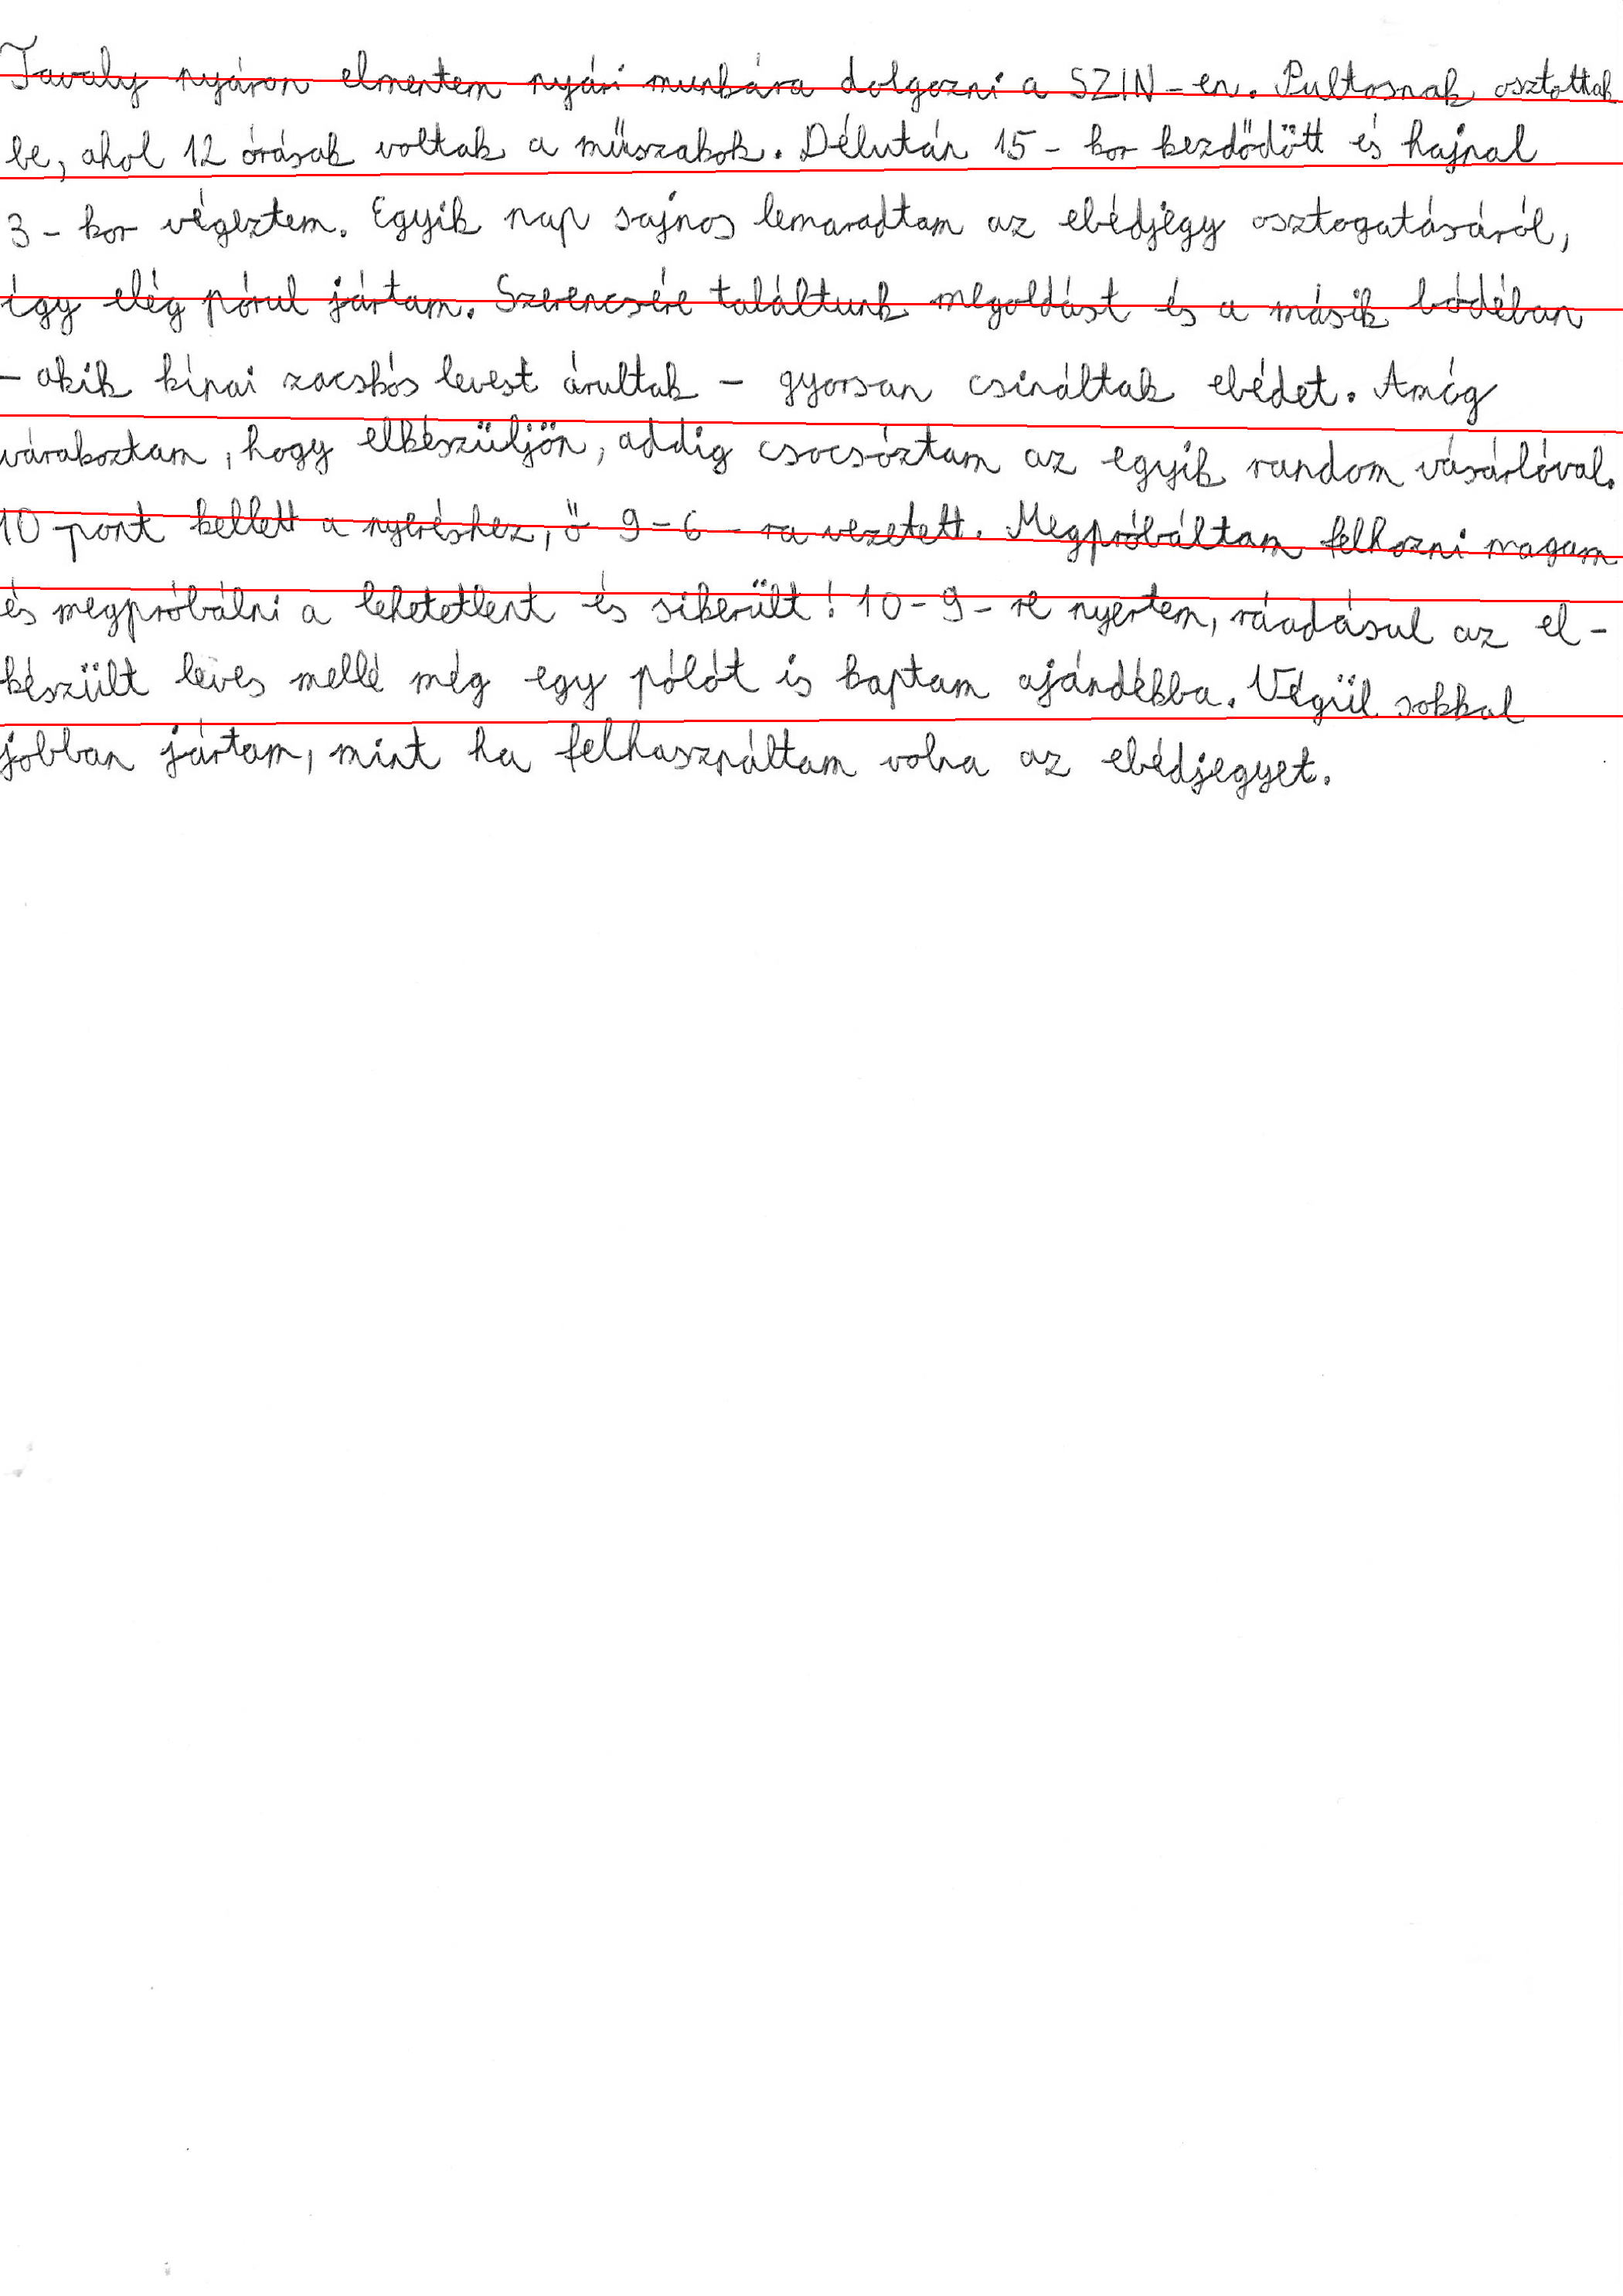 Tavaly nyáron elmentem nyári munkára dolgozni a SZIN-en. Pultosnak osztottak
be, ahol 12 órásak voltak a műszakok. Délután 15-kor kezdődött és hajnal
3-kor végeztem. Egyik nap sajnos lemaradtam az ebédjegy osztogatásáról,
így elég pórul jártam. Szerencsére találtunk megoldást és a másik bódéban
- akik kínai zacskós levest árultak - gyorsan csináltak ebédet. Amíg
várakoztam, hogy elkészüljön, addig csocsóztam az egyik random vásárlóval.
10 pont kellett a nyeréshez, ő 9-6-ra vezetett. Megpróbáltam felhozni magam
és megpróbálni a lehetetlent és sikerült! 10-9-re nyertem, ráadásul az el-
készült leves mellé még egy pólót is kaptam ajándékba. Végül sokkal
jobban jártam, mint ha felhasználtam volna az ebédjegyet.